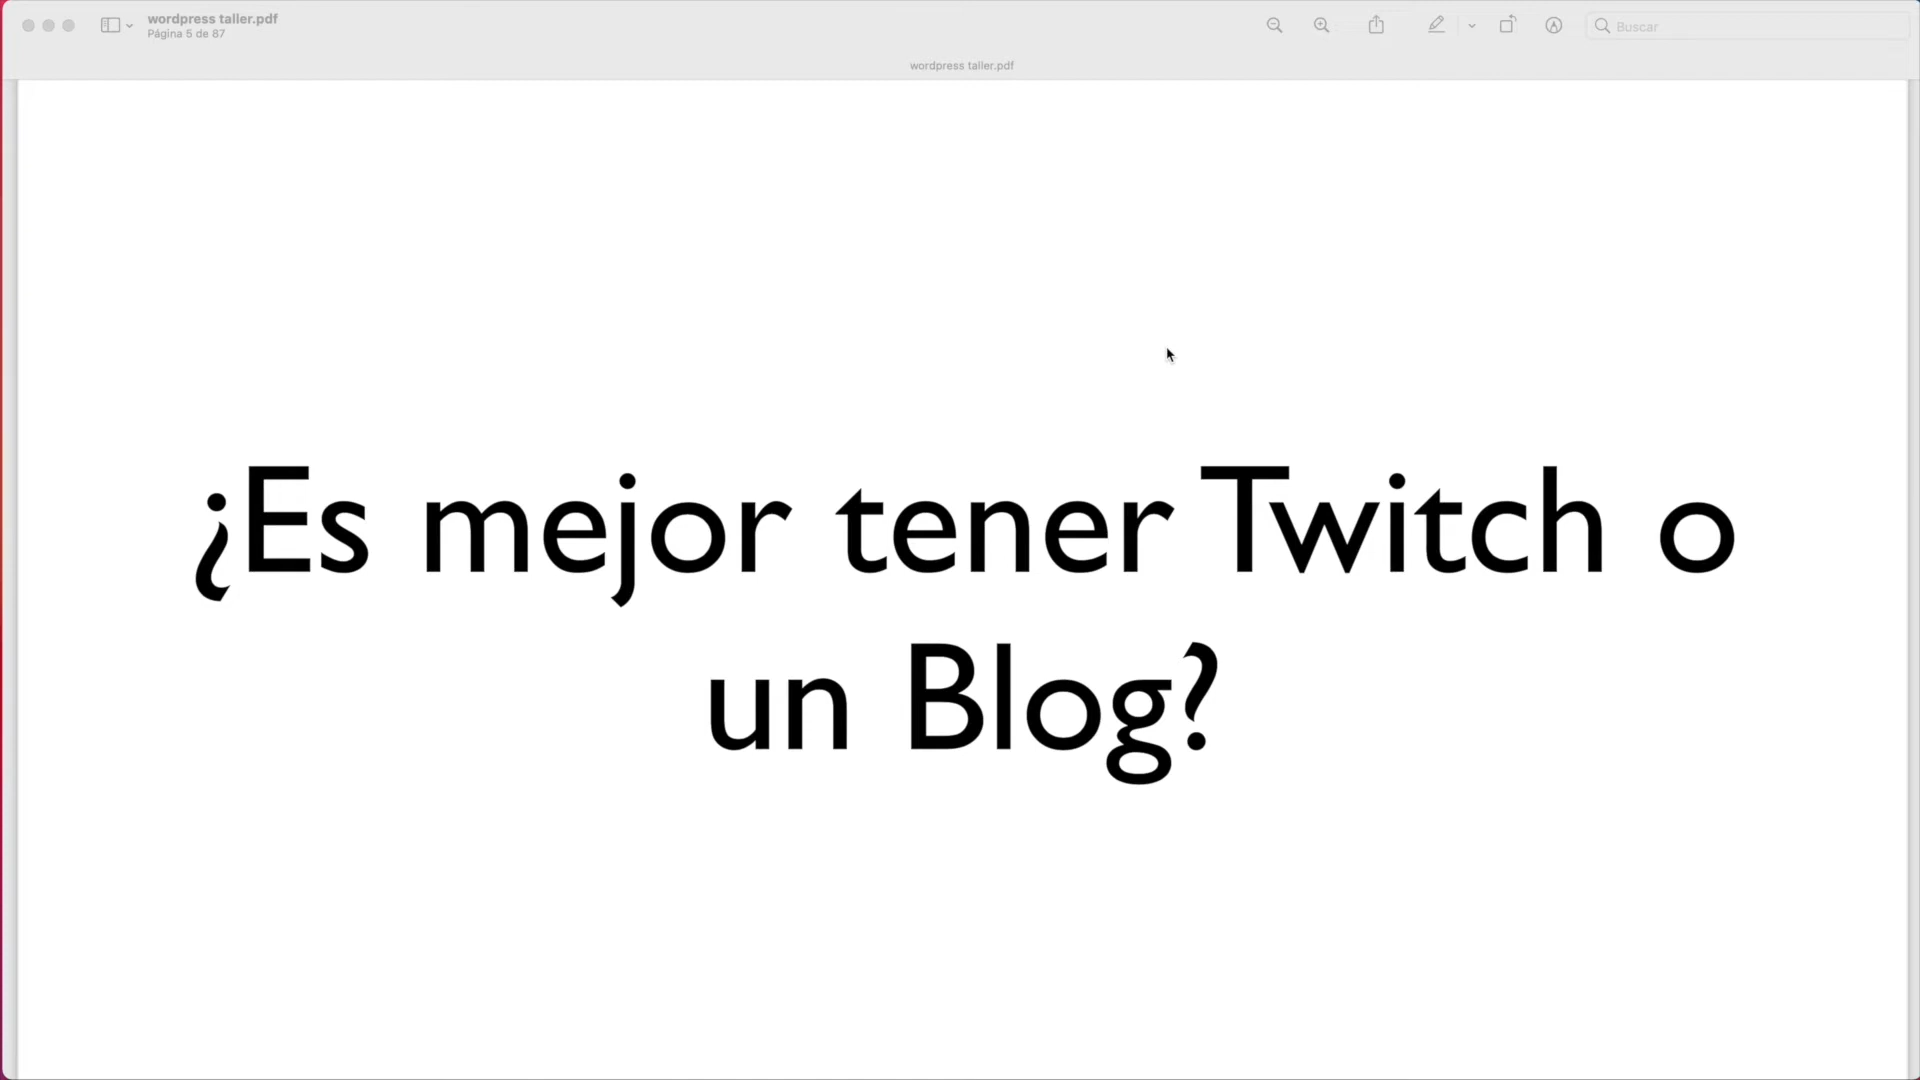 wordpress taller.pdf
Página 5 de 87
Buscar
wordpress taller.pdf
¿Es mejor tener Twitch o
un Blog?